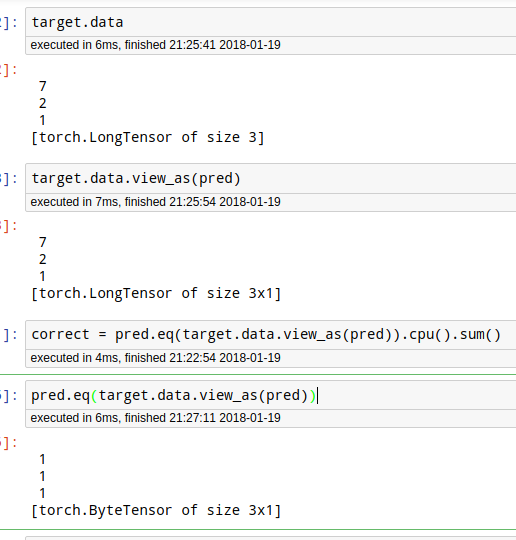 ]: target.data
executed in 6ms, finished 21:25:41 2018-01-19
]:
7
2
1
[torch.LongTensor of size 3]
]: target.data.view_as(pred)
executed in 7ms, finished 21:25:54 2018-01-19
]:
7
2
1
[torch.LongTensor of size 3x1]
]: correct = pred.eq(target.data.view_as(pred)).cpu().sum()
executed in 4ms, finished 21:22:54 2018-01-19
]: pred.eq(target.data.view_as(pred))
executed in 6ms, finished 21:27:11 2018-01-19
]:
1
1
1
[torch.ByteTensor of size 3x1]